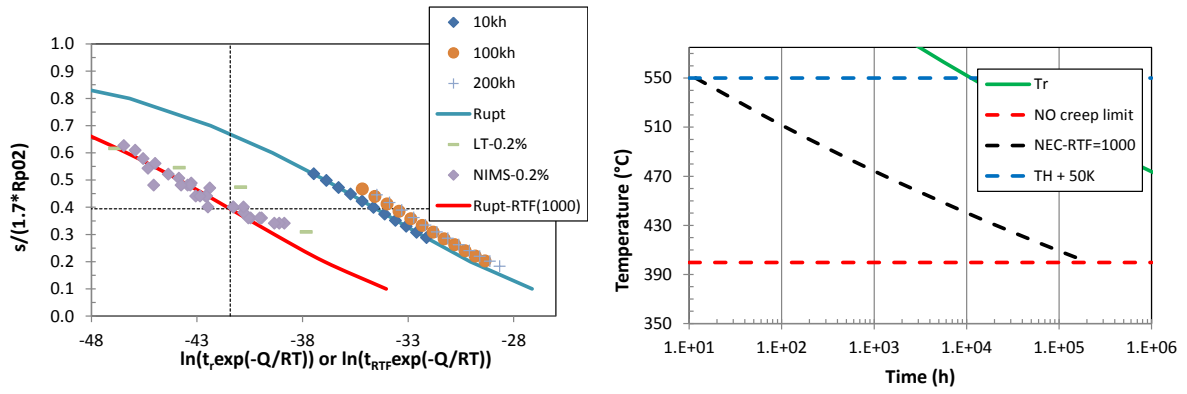 1.0
0.9
0.8
0.7
0.6
0.5
0.4
0.3
0.2
0.1
0.0
s/(1.7*Rp02)
-48
-43
-38
-33
-28
ln(trexp(-Q/RT)) or ln(tRTFexp(-Q/RT))
10kh
100kh
200kh
Rupt
LT-0.2%
NIMS-0.2%
Rupt-RTF(1000)
550
510
470
430
390
350
Temperature (°C)
1.E+01
1.E+02
1.E+03
1.E+04
1.E+05
1.E+06
Time (h)
Tr
NO creep limit
NEC-RTF=1000
TH + 50K